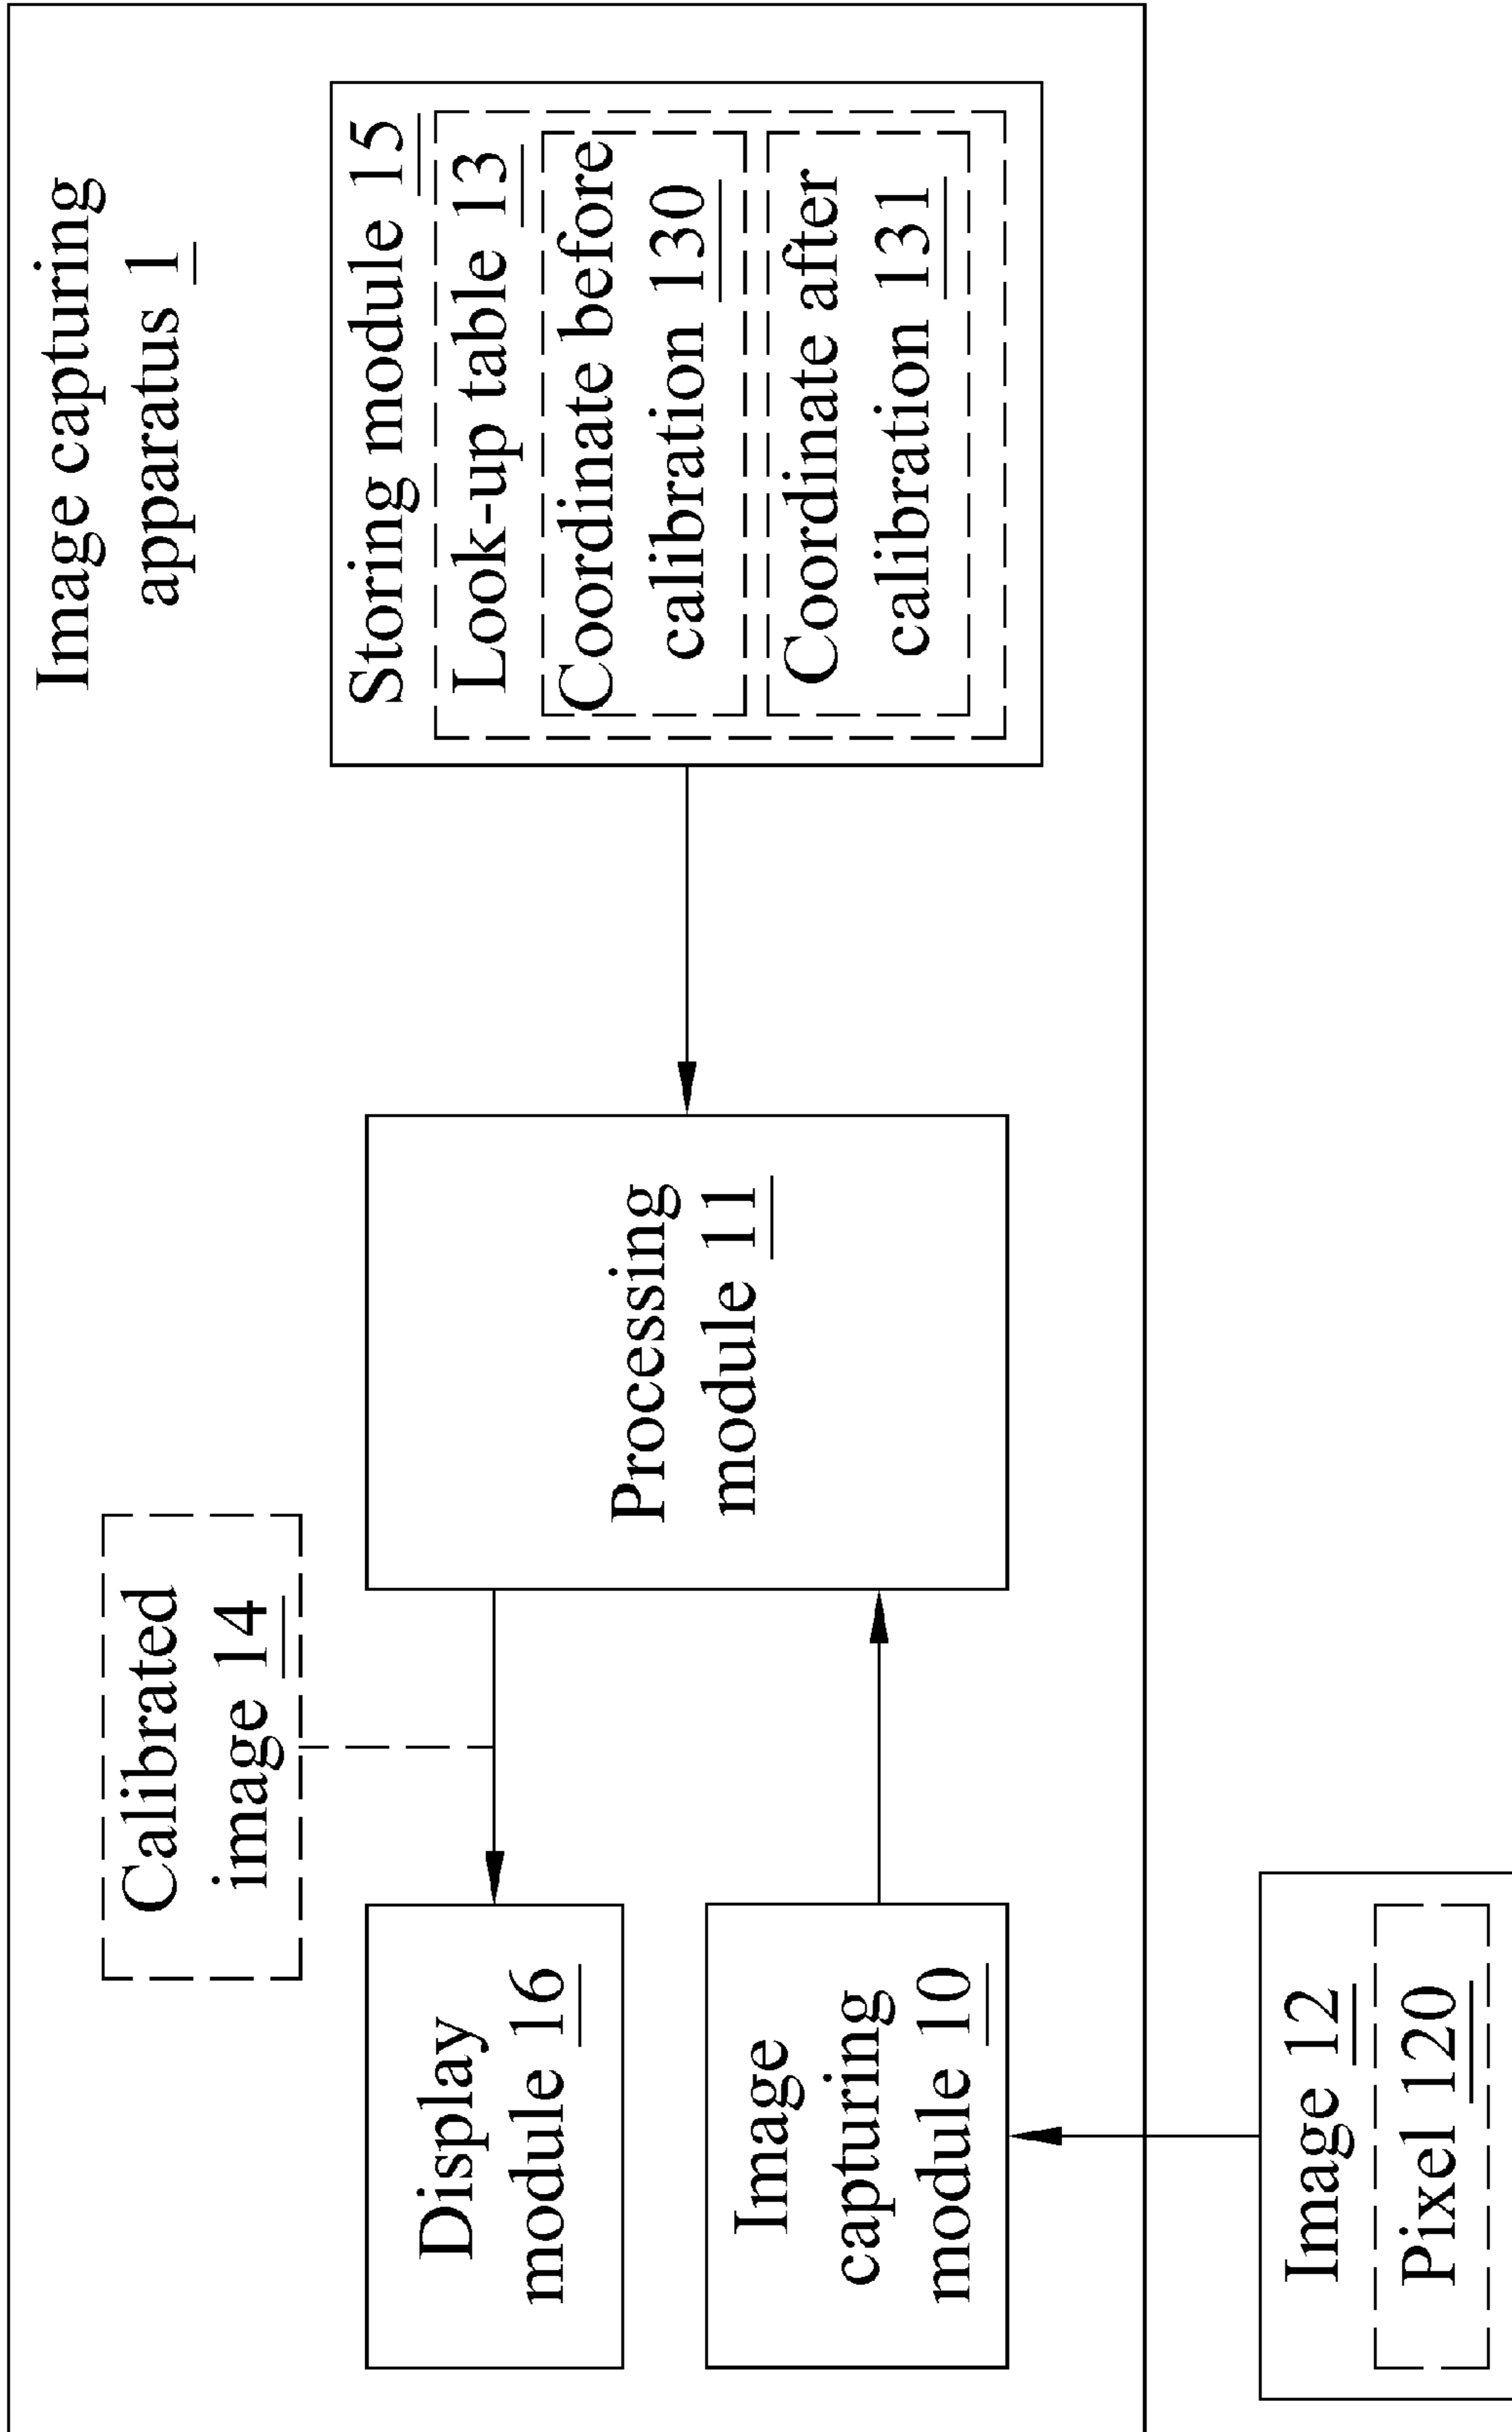 Image capturing
apparatus 1
Calibrated
image 14
Display
module 16
Processing
module 11
Storing module 15
Look-up table 13
Coordinate before
calibration 130
Coordinate after
calibration 131
Image
capturing
module 10
Image 12
Pixel 120